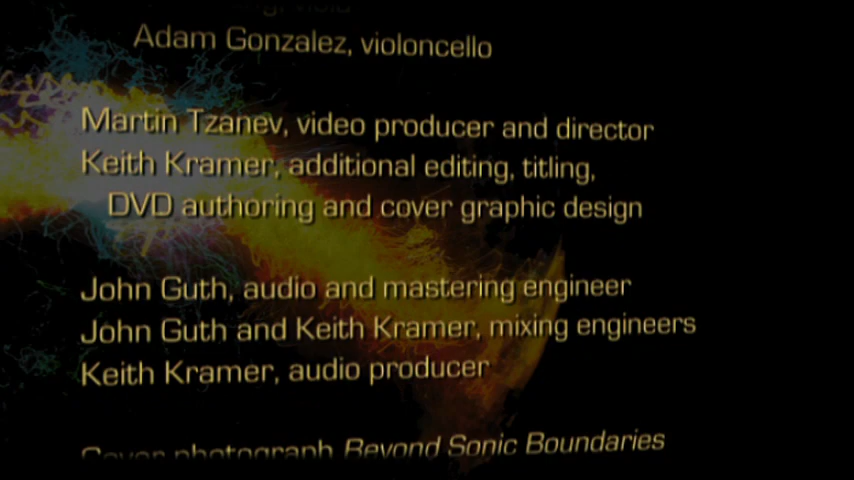 Adam Gonzalez, violoncello
Martin Tzanev, video producer and director
Keith Kramer, additional editing, titling,
DVD authoring and cover graphic design
John Guth, audio and mastering engineer
John Guth and Keith Kramer, mixing engineers
Keith Kramer, audio producer
Cover photograph Beyond Sonic Boundaries